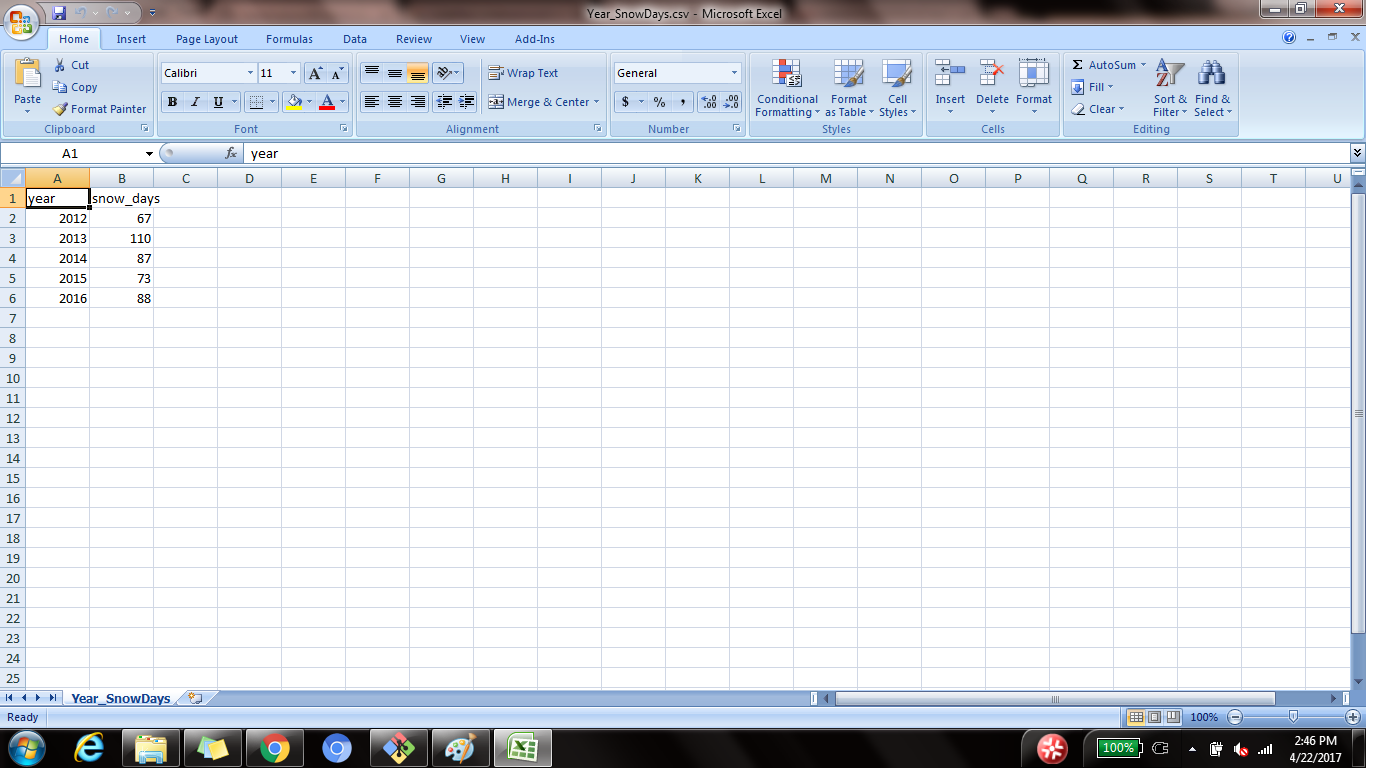 Year_SnowDays.csv - Microsoft Excel
Home Insert Page Layout Formulas Data Review View Add-Ins
Paste
Cut
Copy
Format Painter
Clipboard
Calibri 11 A A
B I U A
Font
Wrap Text
Merge & Center
Alignment
General
$ % , .00 .00
Number
Conditional Formatting
Format as Table
Cell Styles
Styles
Insert Delete Format
Cells
Σ AutoSum
Fill
Clear
Sort & Filter
Find & Select
Editing
A1 fx year
A B C D E F G H I J K L M N O P Q R S T U
1 year snow_days
2 2012 67
3 2013 110
4 2014 87
5 2015 73
6 2016 88
7
8
9
10
11
12
13
14
15
16
17
18
19
20
21
22
23
24
25
Year_SnowDays
Ready 100%
100% 2:46 PM
4/22/2017